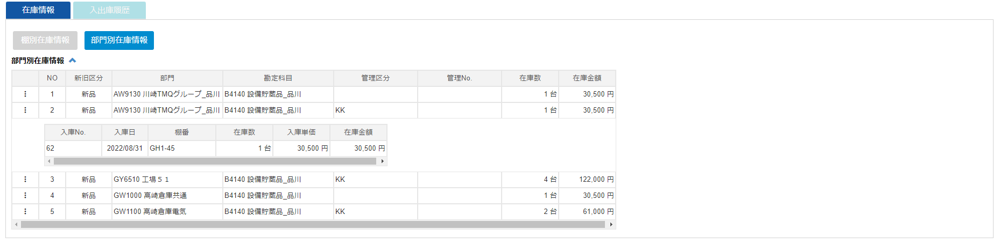 在庫情報 入出庫履歴
棚別在庫情報 部門別在庫情報
部門別在庫情報
NO 新旧区分 部門 勘定科目 管理区分 管理No. 在庫数 在庫金額
1 新品 AW9130 川崎TMQグループ_品川 B4140 設備貯蔵品_品川 1 台 30,500 円
2 新品 AW9130 川崎TMQグループ_品川 B4140 設備貯蔵品_品川 KK 1 台 30,500 円
入庫No. 入庫日 棚番 在庫数 入庫単価 在庫金額
62 2022/08/31 GH1-45 1 台 30,500 円 30,500 円
3 新品 GY6510 工場５１ B4140 設備貯蔵品_品川 KK 4 台 122,000 円
4 新品 GW1000 高崎倉庫共通 B4140 設備貯蔵品_品川 1 台 30,500 円
5 新品 GW1100 高崎倉庫電気 B4140 設備貯蔵品_品川 KK 2 台 61,000 円